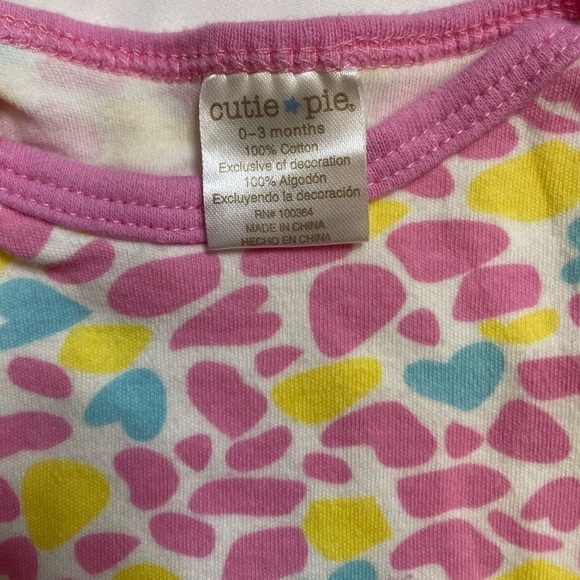 cutie pie®
0-3 months
100% Cotton
Exclusive of decoration
100% Algodón
Excluyendo la decoración
RN# 100364
MADE IN CHINA
HECHO EN CHINA